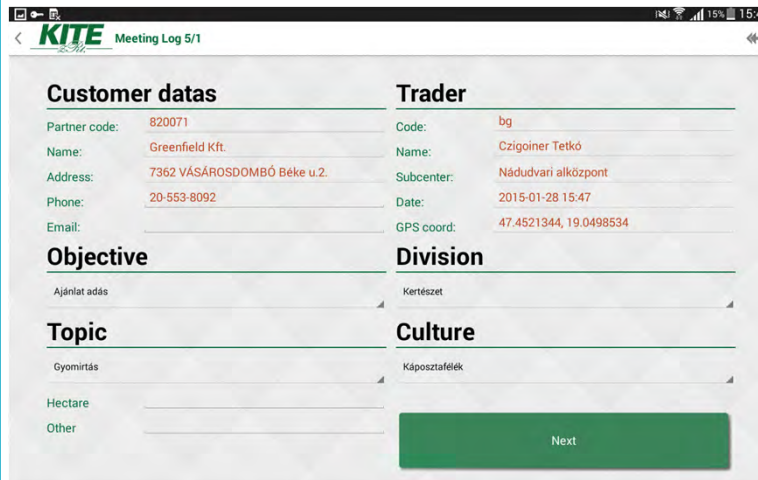 15% 15:4
KITE
Zrt.
Meeting Log 5/1
Customer datas
Partner code: 820071
Name: Greenfield Kft.
Address: 7362 VÁSÁROSDOMBÓ Béke u.2.
Phone: 20-553-8092
Email:
Trader
Code: bg
Name: Czigoiner Tetkó
Subcenter: Nádudvari alközpont
Date: 2015-01-28 15:47
GPS coord: 47.4521344, 19.0498534
Objective
Ajánlat adás
Division
Kertészet
Topic
Gyomirtás
Hectare
Other
Culture
Káposztafélék
Next